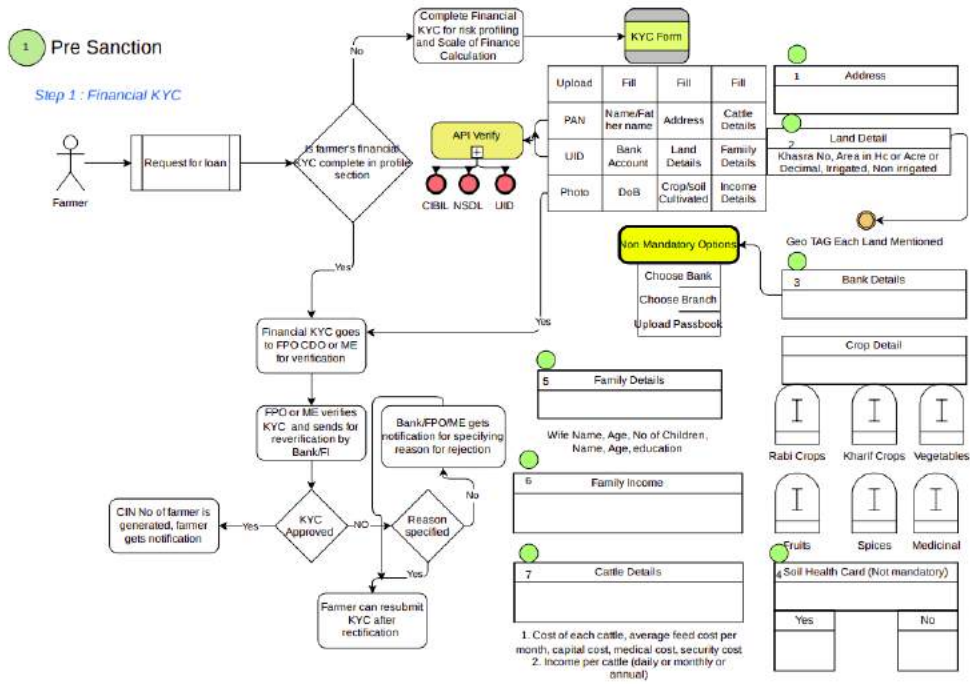 1 Pre Sanction
Step 1 : Financial KYC
Farmer
Request for loan
is farmer's financial
KYC complete in profile
section
No
Complete Financial
KYC for risk profiling
and Scale of Finance
Calculation
KYC Form
Upload Fill Fill Fill
PAN Name/Fat
her name Address Cattle
Details
UID Bank
Account Land
Details Famiily
Details
Photo DoB Crop/soil
Cultivated Income
Details
API Verify
CIBIL NSDL UID
1 Address
2 Land Detail
Khasra No, Area in Hc or Acre or
Decimal, Irrigated, Non irrigated
Geo TAG Each Land Mentioned
Non Mandatory Options
Choose Bank
Choose Branch
Upload Passbook
3 Bank Details
Crop Detail
Rabi Crops Kharif Crops Vegetables
Fruits Spices Medicinal
4 Soil Health Card (Not mandatory)
Yes No
Yes
Yes
Financial KYC goes
to FPO CDO or ME
for verification
FPO or ME verifies
KYC and sends for
reverification by
Bank/FI
Bank/FPO/ME gets
notification for specifying
reason for rejection
KYC
Approved
Yes
NO
CIN No of farmer is
generated, farmer
gets notification
Reason
specified
No
Yes
Farmer can resubmit
KYC after
rectification
5 Family Details
Wife Name, Age, No of Children,
Name, Age, education
6 Family Income
7 Cattle Details
1. Cost of each cattle, average feed cost per
month, capital cost, medical cost, security cost
2. Income per cattle (daily or monthly or
annual)